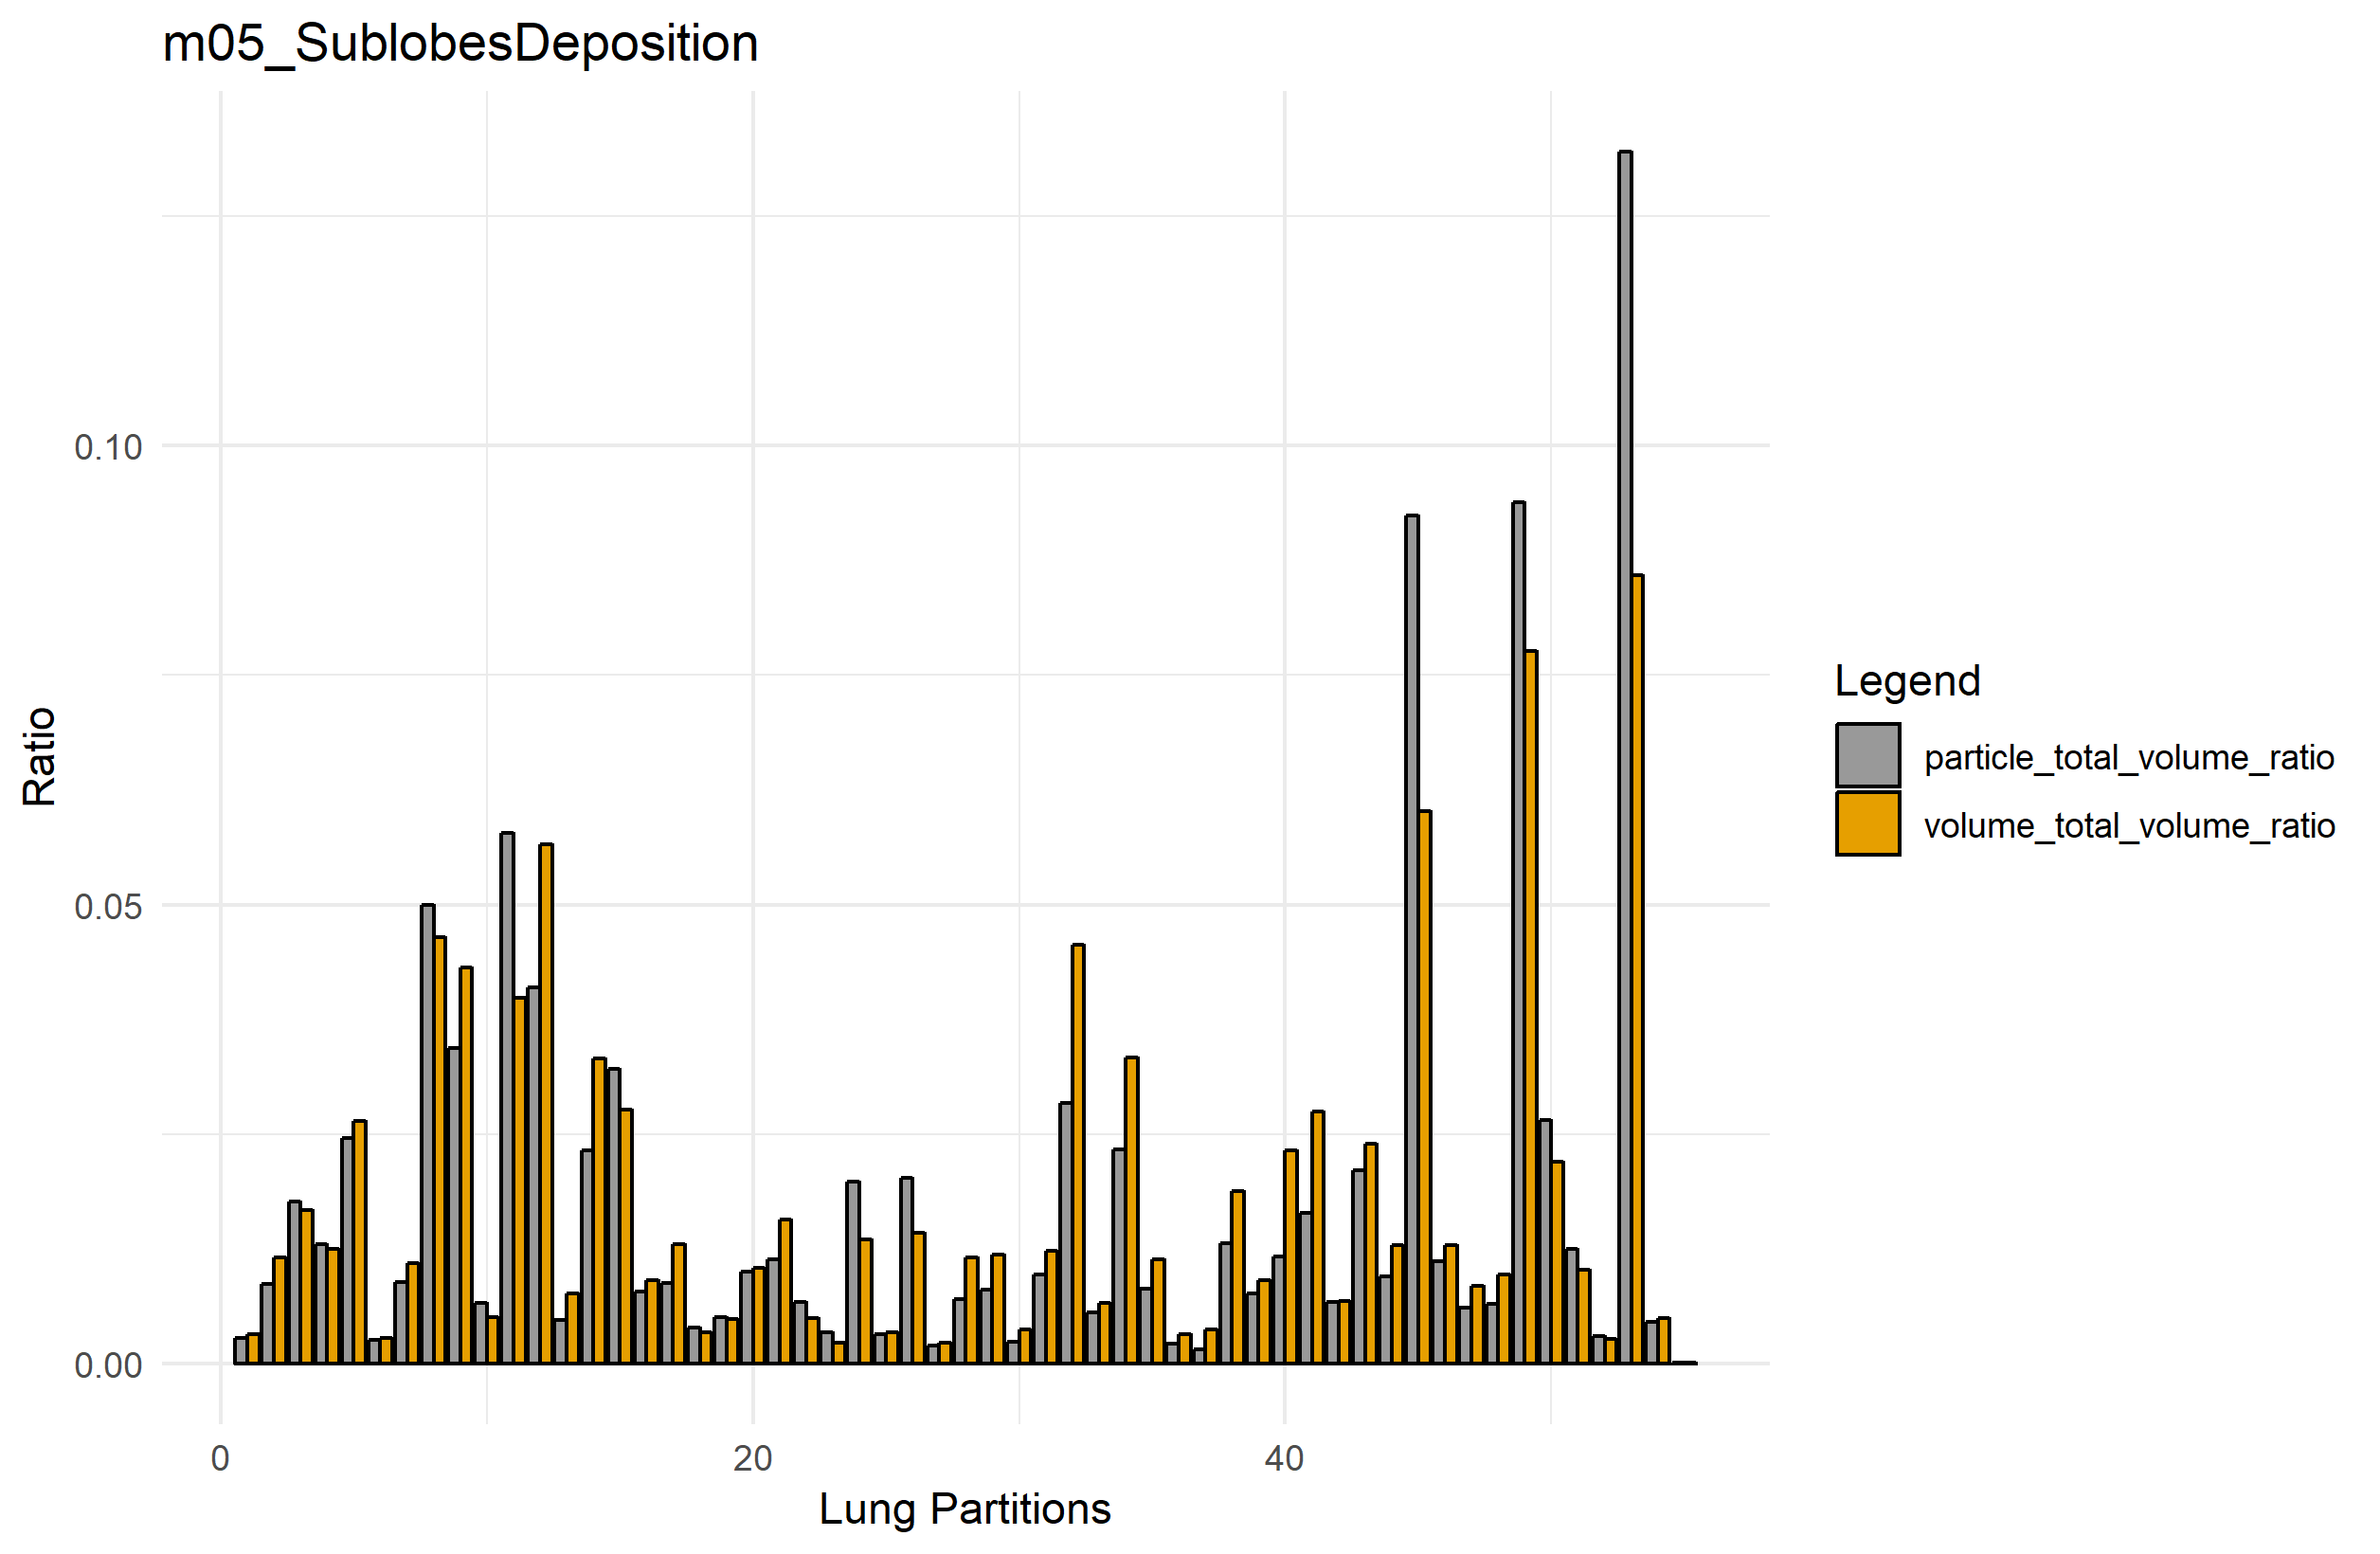 m05_SublobesDeposition
0.10
0.05
0.00
Ratio
0
20
40
Lung Partitions
Legend
particle_total_volume_ratio
volume_total_volume_ratio